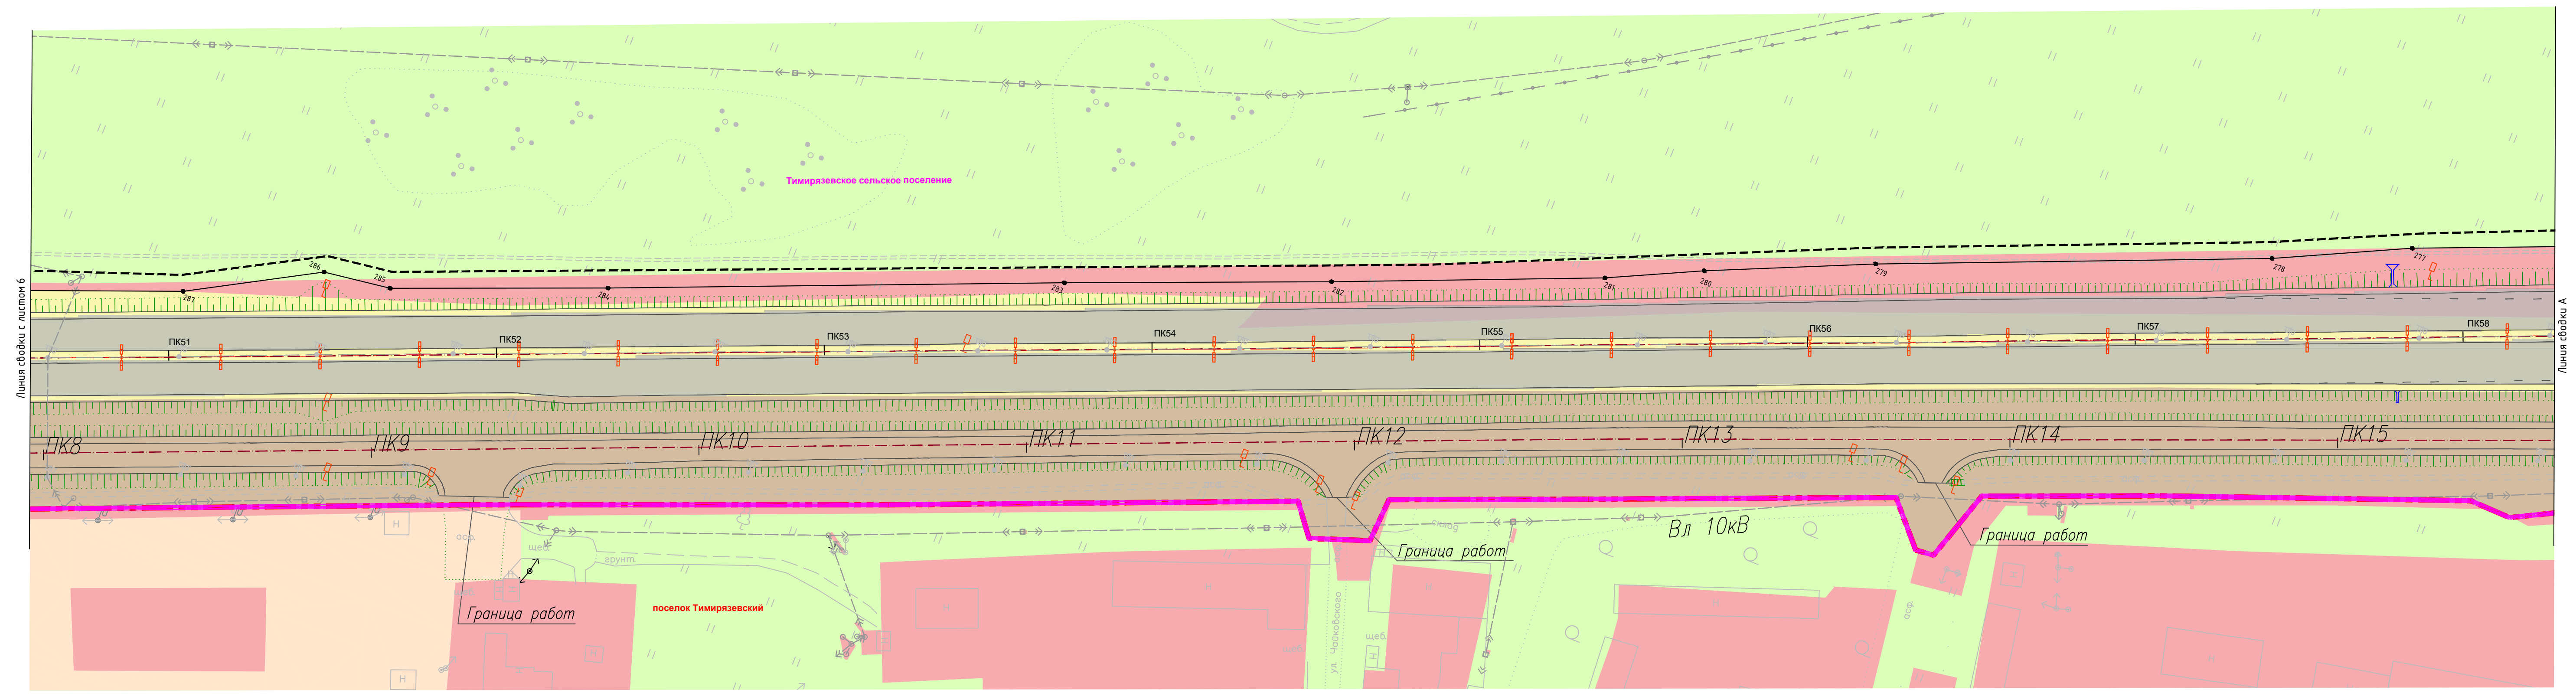 Тимирязевское сельское поселение
Линия сводки с листом 6
Линия сводки А
287
286
285
284
283
282
281
280
279
278
277
ПК51
ПК52
ПК53
ПК54
ПК55
ПК56
ПК57
ПК58
ПК8
ПК9
ПК10
ПК11
ПК12
ПК13
ПК14
ПК15
асф.
щеб.
грунт.
Вл 10кВ
Граница работ
Граница работ
Граница работ
поселок Тимирязевский
ул. Чайковского
щеб.
асф.
Н
Н
Н
Н
Н
Н